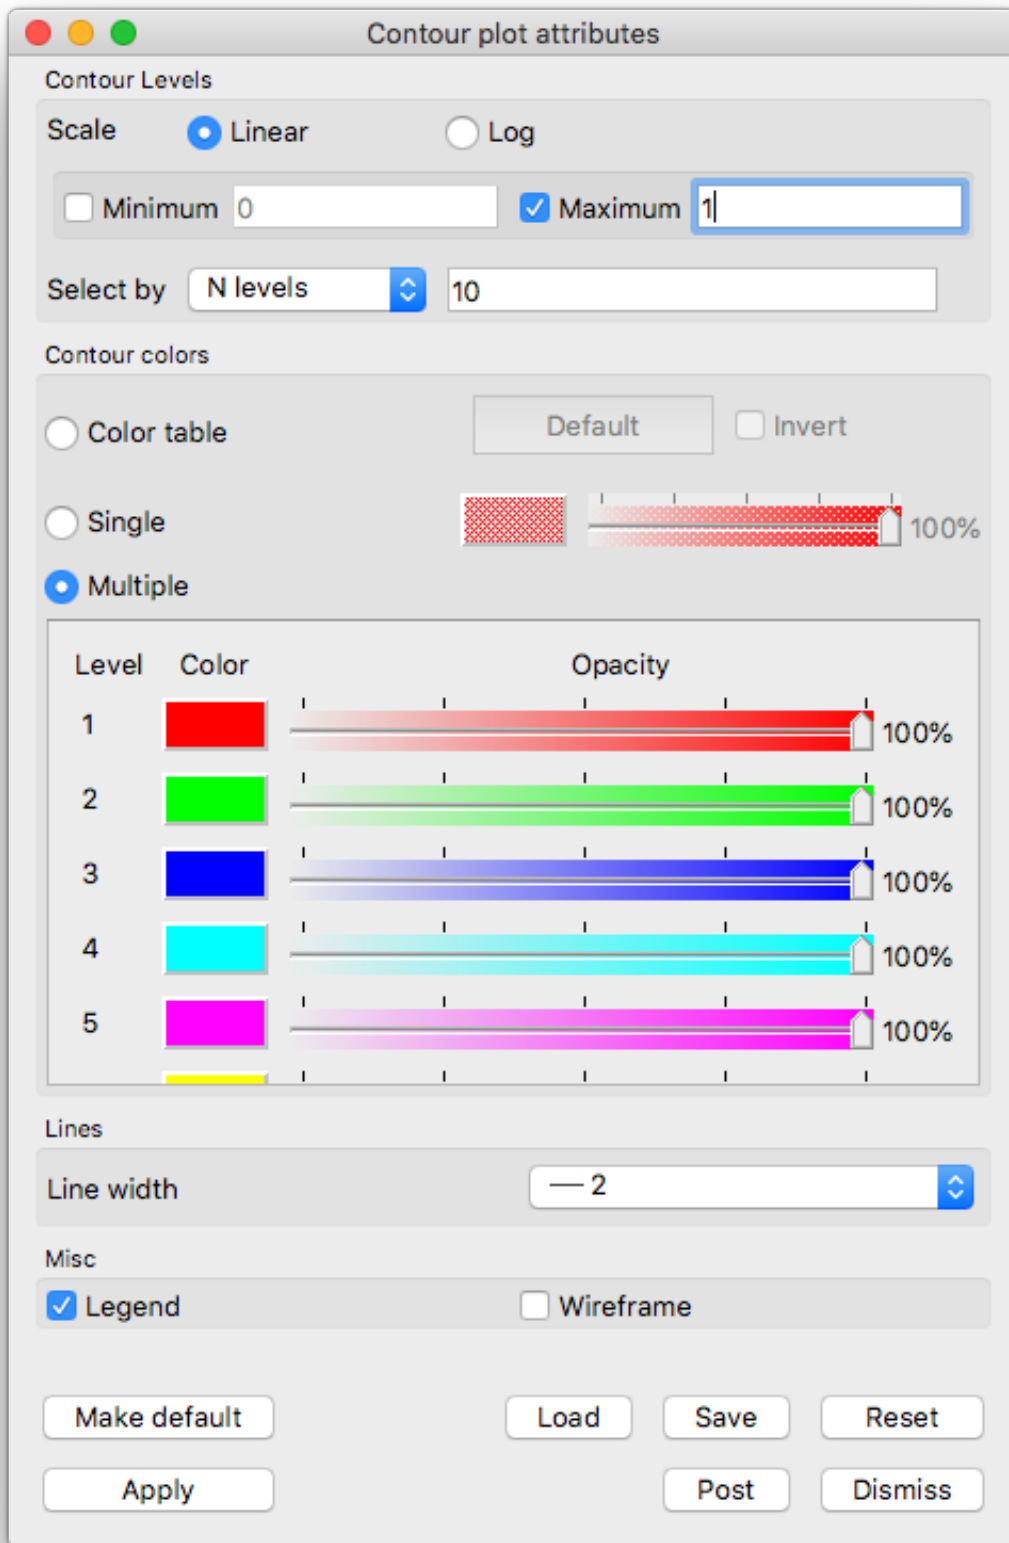 Contour plot attributes
Contour Levels
Scale Linear Log
Minimum 0 Maximum 1
Select by N levels 10
Contour colors
Color table Default Invert
Single 100%
Multiple
Level Color Opacity
1 100%
2 100%
3 100%
4 100%
5 100%
Lines
Line width 2
Misc
Legend Wireframe
Make default Load Save Reset
Apply Post Dismiss